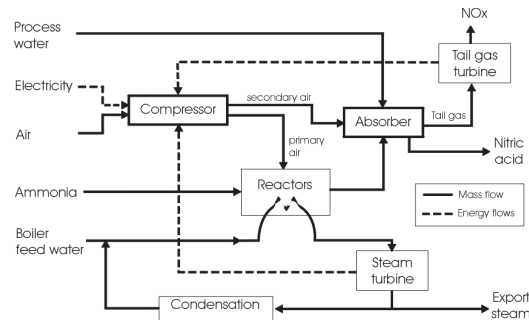 Process
water
NOx
Tail gas
turbine
Electricity
Compressor
secondary air
Absorber
Tail gas
Air
primary
air
Nitric
acid
Ammonia
Reactors
Mass flow
Energy flows
Boiler
feed water
Steam
turbine
Condensation
Export
steam